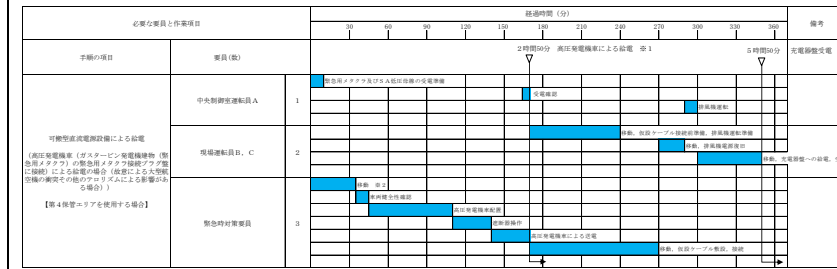 必要な要員と作業項目
経過時間（分）
備考
30 60 90 120 150 180 210 240 270 300 330 360
手順の項目
要員(数)
2時間50分 高圧発電機車による給電 ※1
5時間50分
充電器盤受電
可搬型直流電源設備による給電
(高圧発電機車（ガスタービン発電機建物（緊
急用メタクラ）の緊急用メタクラ接続プラグ盤
に接続）による給電の場合（故意による大型航
空機の衝突その他のテロリズムによる影響があ
る場合））
【第4保管エリアを使用する場合】
中央制御室運転員A
1
緊急用メタクラ及びSA低圧母線の受電準備
受電確認
排風機運転
現場運転員B，C
2
移動，仮設ケーブル接続前準備，排風機運転準備
移動，排風機電源復旧
移動，充電器盤への給電，
緊急時対策要員
3
移動 ※2
車両健全性確認
高圧発電機車配置
遮断器操作
高圧発電機車による送電
移動，仮設ケーブル敷設，接続